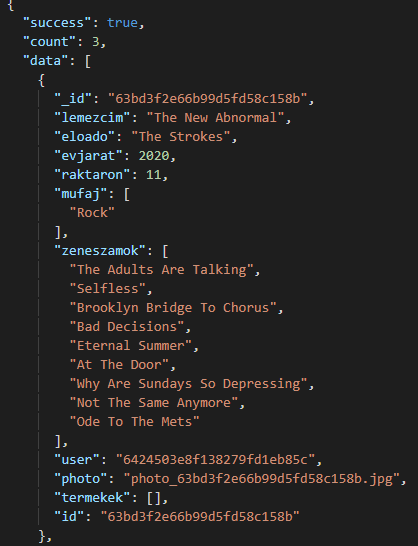 {
"success": true,
"count": 3,
"data": [
{
"_id": "63bd3f2e66b99d5fd58c158b",
"lemezcim": "The New Abnormal",
"eloado": "The Strokes",
"evjarat": 2020,
"raktaron": 11,
"mufaj": [
"Rock"
],
"zeneszamok": [
"The Adults Are Talking",
"Selfless",
"Brooklyn Bridge To Chorus",
"Bad Decisions",
"Eternal Summer",
"At The Door",
"Why Are Sundays So Depressing",
"Not The Same Anymore",
"Ode To The Mets"
],
"user": "6424503e8f138279fd1eb85c",
"photo": "photo_63bd3f2e66b99d5fd58c158b.jpg",
"termekek": [],
"id": "63bd3f2e66b99d5fd58c158b"
},